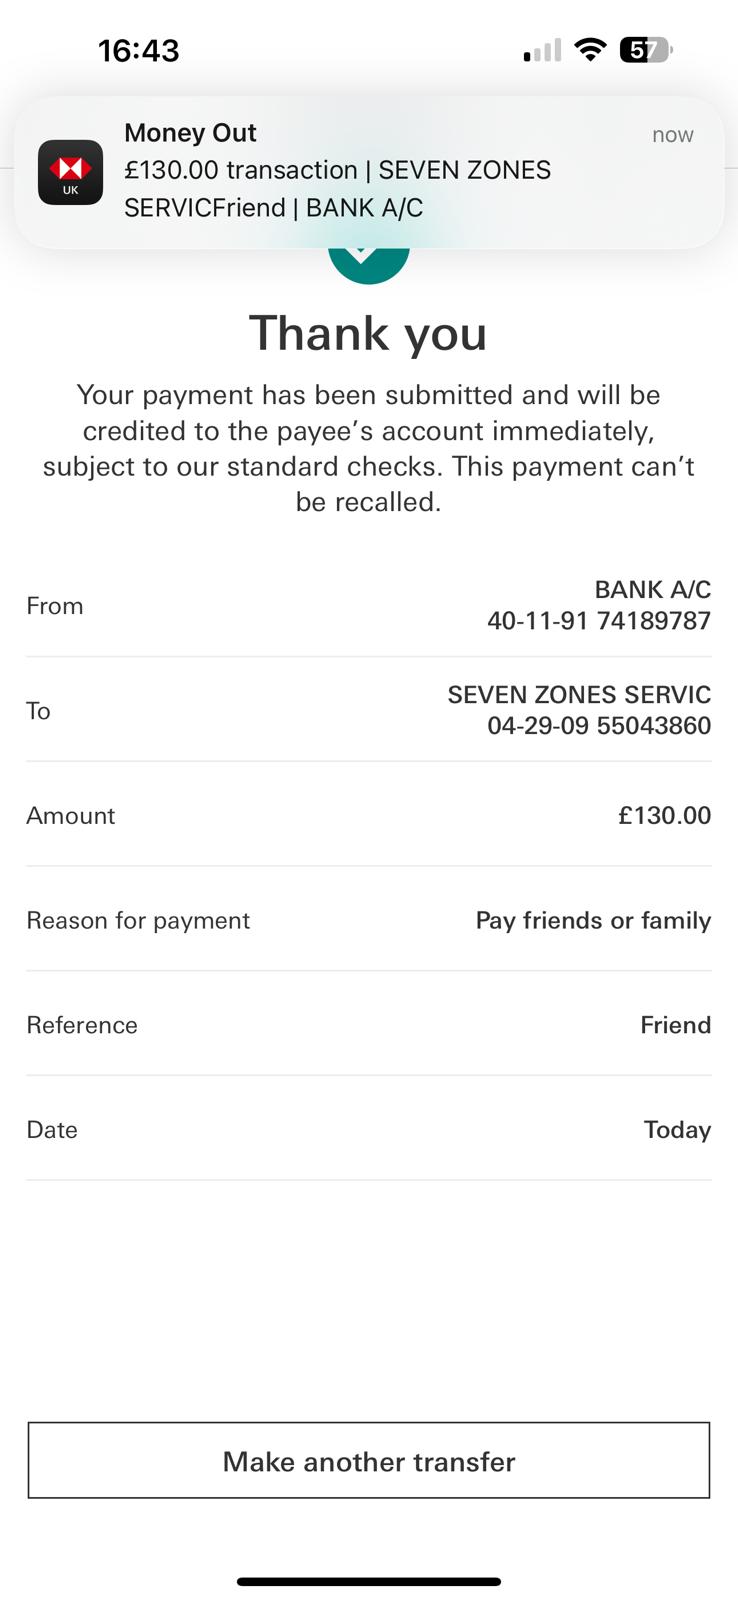 16:43
57
Money Out
now
£130.00 transaction | SEVEN ZONES
SERVICFriend | BANK A/C
UK
Thank you
Your payment has been submitted and will be
credited to the payee’s account immediately,
subject to our standard checks. This payment can’t
be recalled.
From
BANK A/C
40-11-91 74189787
To
SEVEN ZONES SERVIC
04-29-09 55043860
Amount
£130.00
Reason for payment
Pay friends or family
Reference
Friend
Date
Today
Make another transfer